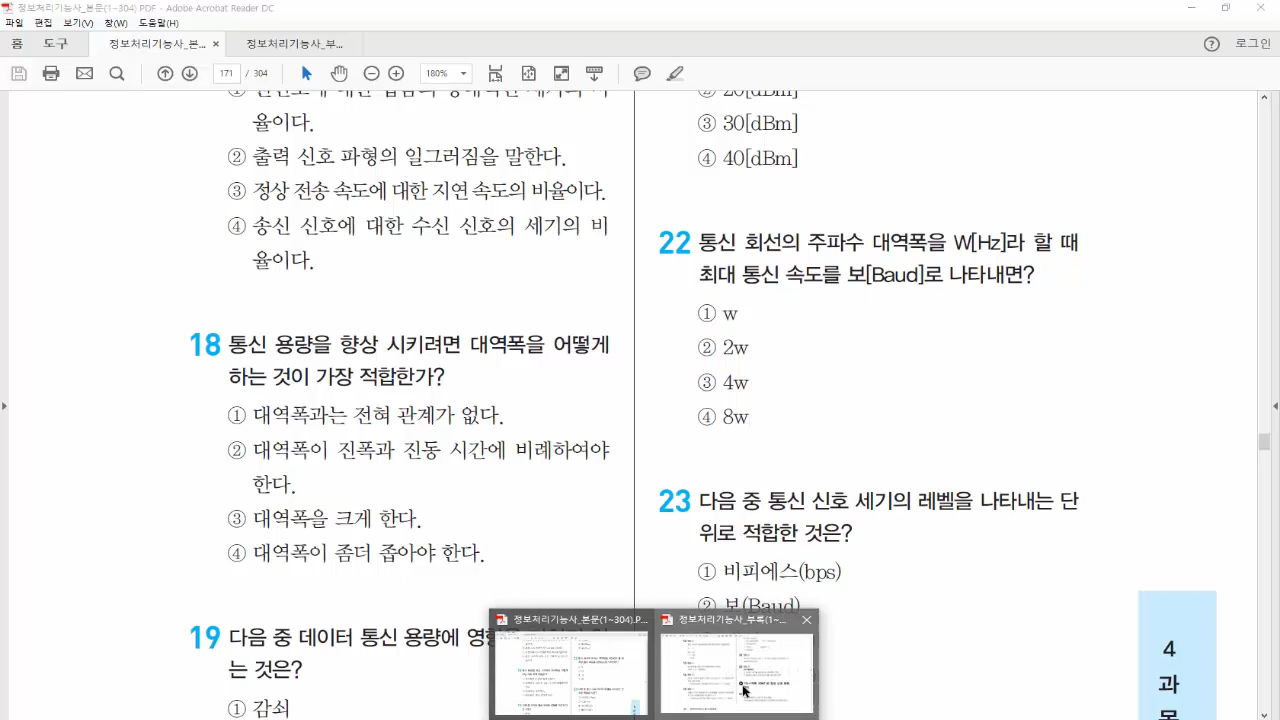 정보처리기능사_본문(1~304) PDF - Adobe Acrobat Reader DC
파일 편집 보기(V) 창(W) 도움말(H)
홈 도구 정보처리기능사_본... × 정보처리기능사_부... ? 로그인
171 / 304 180%
율이다.
② 출력 신호 파형의 일그러짐을 말한다.
③ 정상 전송 속도에 대한 지연 속도의 비율이다.
④ 송신 신호에 대한 수신 신호의 세기의 비
율이다.
18 통신 용량을 향상 시키려면 대역폭을 어떻게
하는 것이 가장 적합한가?
① 대역폭과는 전혀 관계가 없다.
② 대역폭이 진폭과 진동 시간에 비례하여야
한다.
③ 대역폭을 크게 한다.
④ 대역폭이 좀더 좁아야 한다.
19 다음 중 데이터 통신 용량에
는 것은?
① 감쇠
② 20[dBm]
③ 30[dBm]
④ 40[dBm]
22 통신 회선의 주파수 대역폭을 W[Hz]라 할 때
최대 통신 속도를 보[Baud]로 나타내면?
① w
② 2w
③ 4w
④ 8w
23 다음 중 통신 신호 세기의 레벨을 나타내는 단
위로 적합한 것은?
① 비피에스(bps)
② 보(Baud)
4
과
목
정보처리기능사_본문(1~304).P...
정보처리기능사_부록(1~...